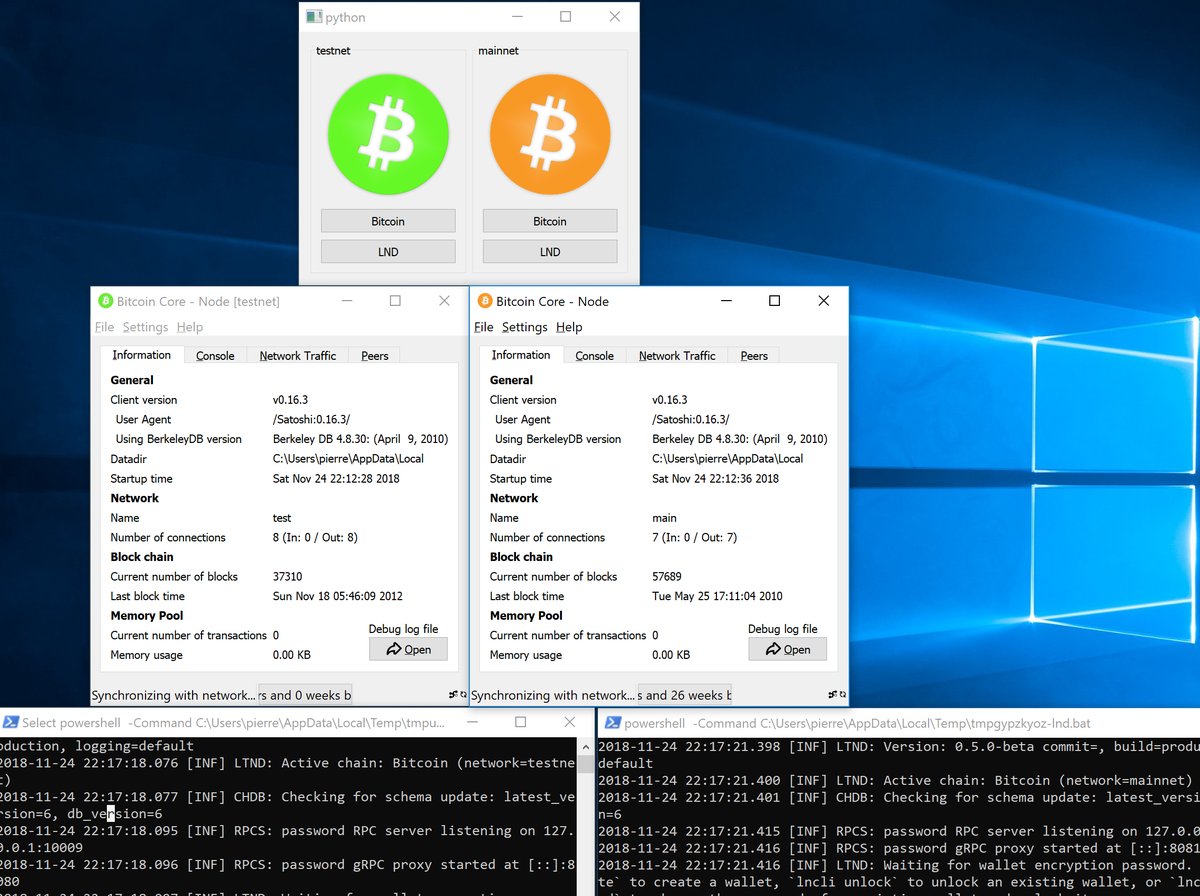 python
testnet
mainnet
Bitcoin
Bitcoin
LND
LND
Bitcoin Core - Node [testnet]
File Settings Help
Information Console Network Traffic Peers
General
Client version v0.16.3
User Agent /Satoshi:0.16.3/
Using BerkeleyDB version Berkeley DB 4.8.30: (April 9, 2010)
Datadir C:\Users\pierre\AppData\Local
Startup time Sat Nov 24 22:12:28 2018
Network
Name test
Number of connections 8 (In: 0 / Out: 8)
Block chain
Current number of blocks 37310
Last block time Sun Nov 18 05:46:09 2012
Memory Pool
Current number of transactions 0
Memory usage 0.00 KB
Debug log file
Open
Synchronizing with network... rs and 0 weeks b
Bitcoin Core - Node
File Settings Help
Information Console Network Traffic Peers
General
Client version v0.16.3
User Agent /Satoshi:0.16.3/
Using BerkeleyDB version Berkeley DB 4.8.30: (April 9, 2010)
Datadir C:\Users\pierre\AppData\Local
Startup time Sat Nov 24 22:12:36 2018
Network
Name main
Number of connections 7 (In: 0 / Out: 7)
Block chain
Current number of blocks 57689
Last block time Tue May 25 17:11:04 2010
Memory Pool
Current number of transactions 0
Memory usage 0.00 KB
Debug log file
Open
Synchronizing with network... s and 26 weeks b
Select powershell -Command C:\Users\pierre\AppData\Local\Temp\tmpu...
oduction, logging=default
2018-11-24 22:17:18.076 [INF] LTND: Active chain: Bitcoin (network=testne
t)
2018-11-24 22:17:18.077 [INF] CHDB: Checking for schema update: latest_ve
rsion=6, db_version=6
2018-11-24 22:17:18.095 [INF] RPCS: password RPC server listening on 127.
0.0.1:10009
2018-11-24 22:17:18.096 [INF] RPCS: password gRPC proxy started at [::]:8
080
powershell -Command C:\Users\pierre\AppData\Local\Temp\tmpgypzkyoz-lnd.bat
2018-11-24 22:17:21.398 [INF] LTND: Version: 0.5.0-beta commit=, build=produ
default
2018-11-24 22:17:21.400 [INF] LTND: Active chain: Bitcoin (network=mainnet)
2018-11-24 22:17:21.401 [INF] CHDB: Checking for schema update: latest_versi
n=6
2018-11-24 22:17:21.415 [INF] RPCS: password RPC server listening on 127.0.0
2018-11-24 22:17:21.416 [INF] RPCS: password gRPC proxy started at [::]:8081
2018-11-24 22:17:21.416 [INF] LTND: Waiting for wallet encryption password.
te` to create a wallet, `lncli unlock` to unlock an existing wallet, or `lnc